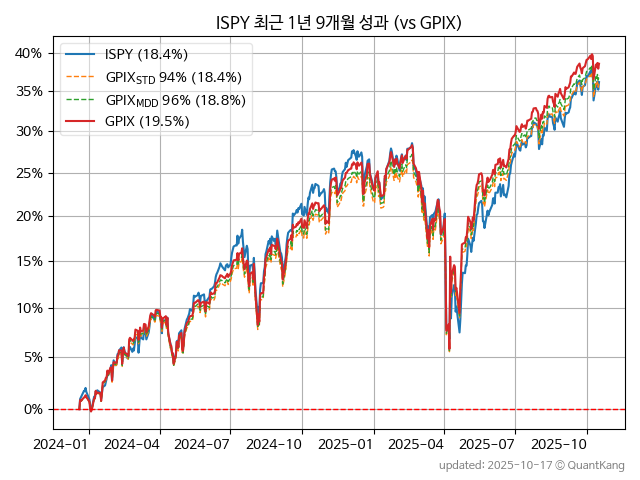 ISPY 최근 1년 9개월 성과 (vs GPIX)
ISPY (18.4%)
GPIX_STD 94% (18.4%)
GPIX_MDD 96% (18.8%)
GPIX (19.5%)
40%
35%
30%
25%
20%
15%
10%
5%
0%
2024-01 2024-04 2024-07 2024-10 2025-01 2025-04 2025-07 2025-10
updated: 2025-10-17 © QuantKang